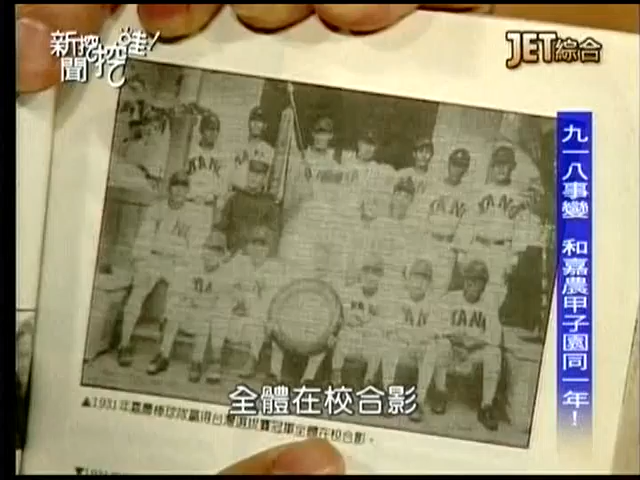 新聞挖挖哇!
JET綜合
九一八事變 和嘉農甲子園同一年!
KANO
KANO
全體在校合影
▲1931年嘉農棒球隊贏得台灣選拔賽冠軍全體在校合影。